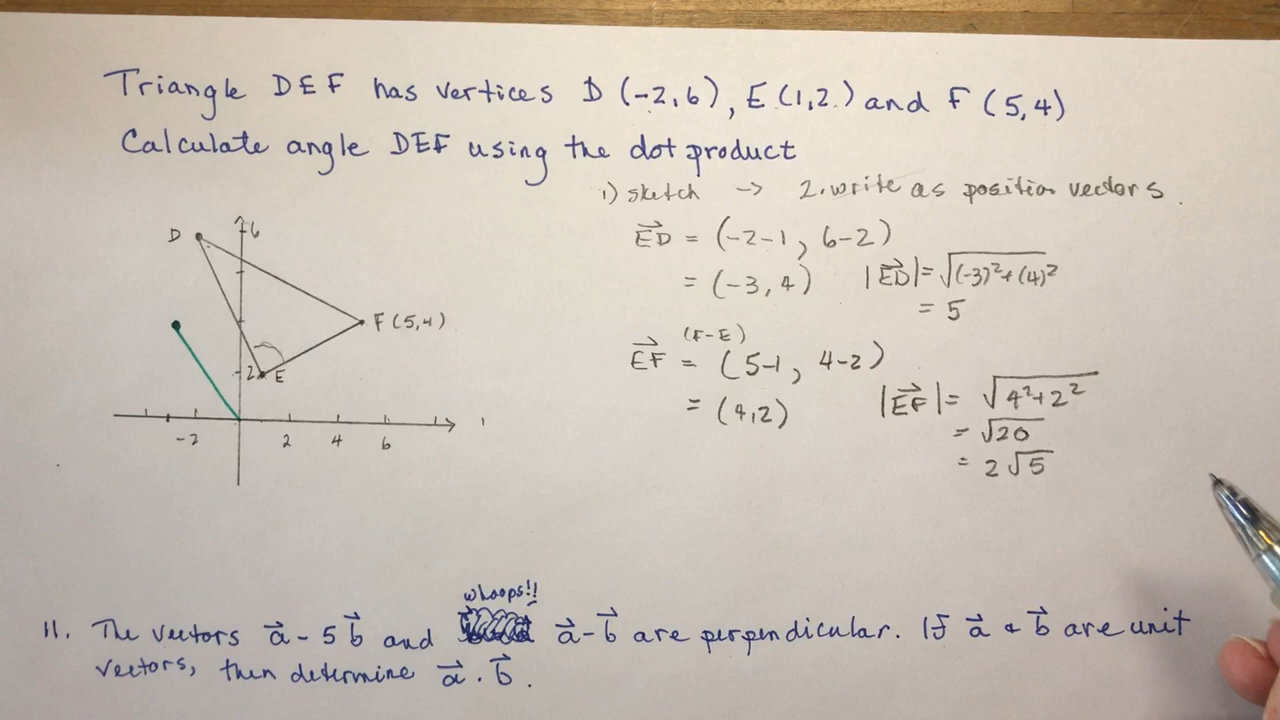 Triangle DEF has vertices D (-2,6), E (1,2) and F (5,4)
Calculate angle DEF using the dot product
1) sketch → 2. write as position vectors.
D
6
F (5,4)
2
E
-2 2 4 6
→ED = (-2-1, 6-2)
= (-3, 4) |→ED| = √(-3)²+(4)²
= 5
(F-E)
→EF = (5-1, 4-2)
= (4,2) |→EF| = √4²+2²
= √20
= 2√5
whoops!!
11. The vectors →a - 5→b and →a - →b are perpendicular. If →a & →b are unit
vectors, then determine →a . →b.